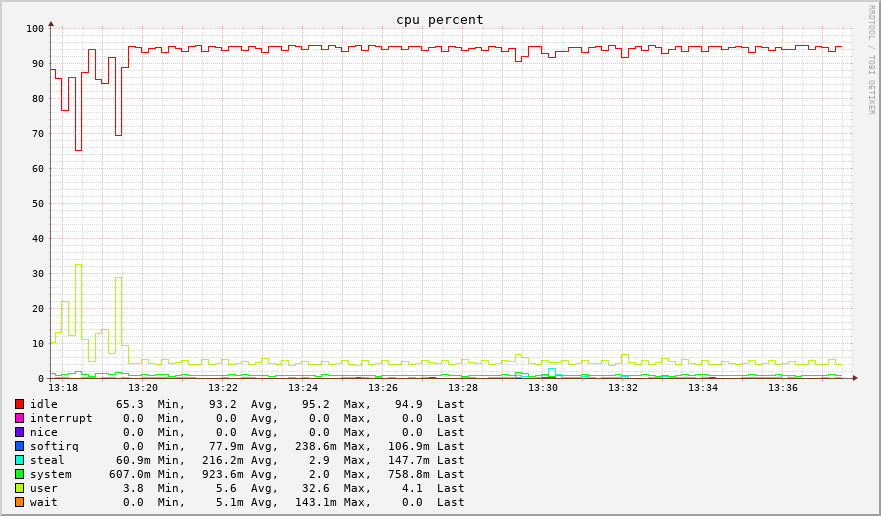 cpu percent
RRDTOOL / TOBI OETIKER
100
90
80
70
60
50
40
30
20
10
0
13:18 13:20 13:22 13:24 13:26 13:28 13:30 13:32 13:34 13:36
idle 65.3 Min, 93.2 Avg, 95.2 Max, 94.9 Last
interrupt 0.0 Min, 0.0 Avg, 0.0 Max, 0.0 Last
nice 0.0 Min, 0.0 Avg, 0.0 Max, 0.0 Last
softirq 0.0 Min, 77.9m Avg, 238.6m Max, 106.9m Last
steal 60.9m Min, 216.2m Avg, 2.9 Max, 147.7m Last
system 607.0m Min, 923.6m Avg, 2.0 Max, 758.8m Last
user 3.8 Min, 5.6 Avg, 32.6 Max, 4.1 Last
wait 0.0 Min, 5.1m Avg, 143.1m Max, 0.0 Last